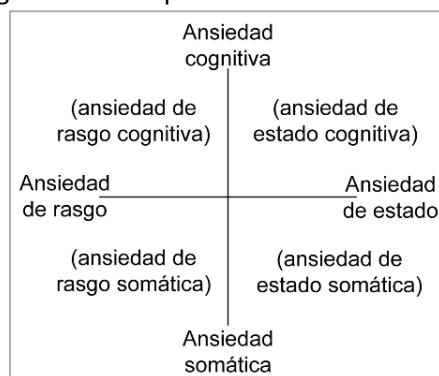 Ansiedad
cognitiva
(ansiedad de
rasgo cognitiva)
(ansiedad de
estado cognitiva)
Ansiedad
de rasgo
Ansiedad
de estado
(ansiedad de
rasgo somática)
(ansiedad de
estado somática)
Ansiedad
somática